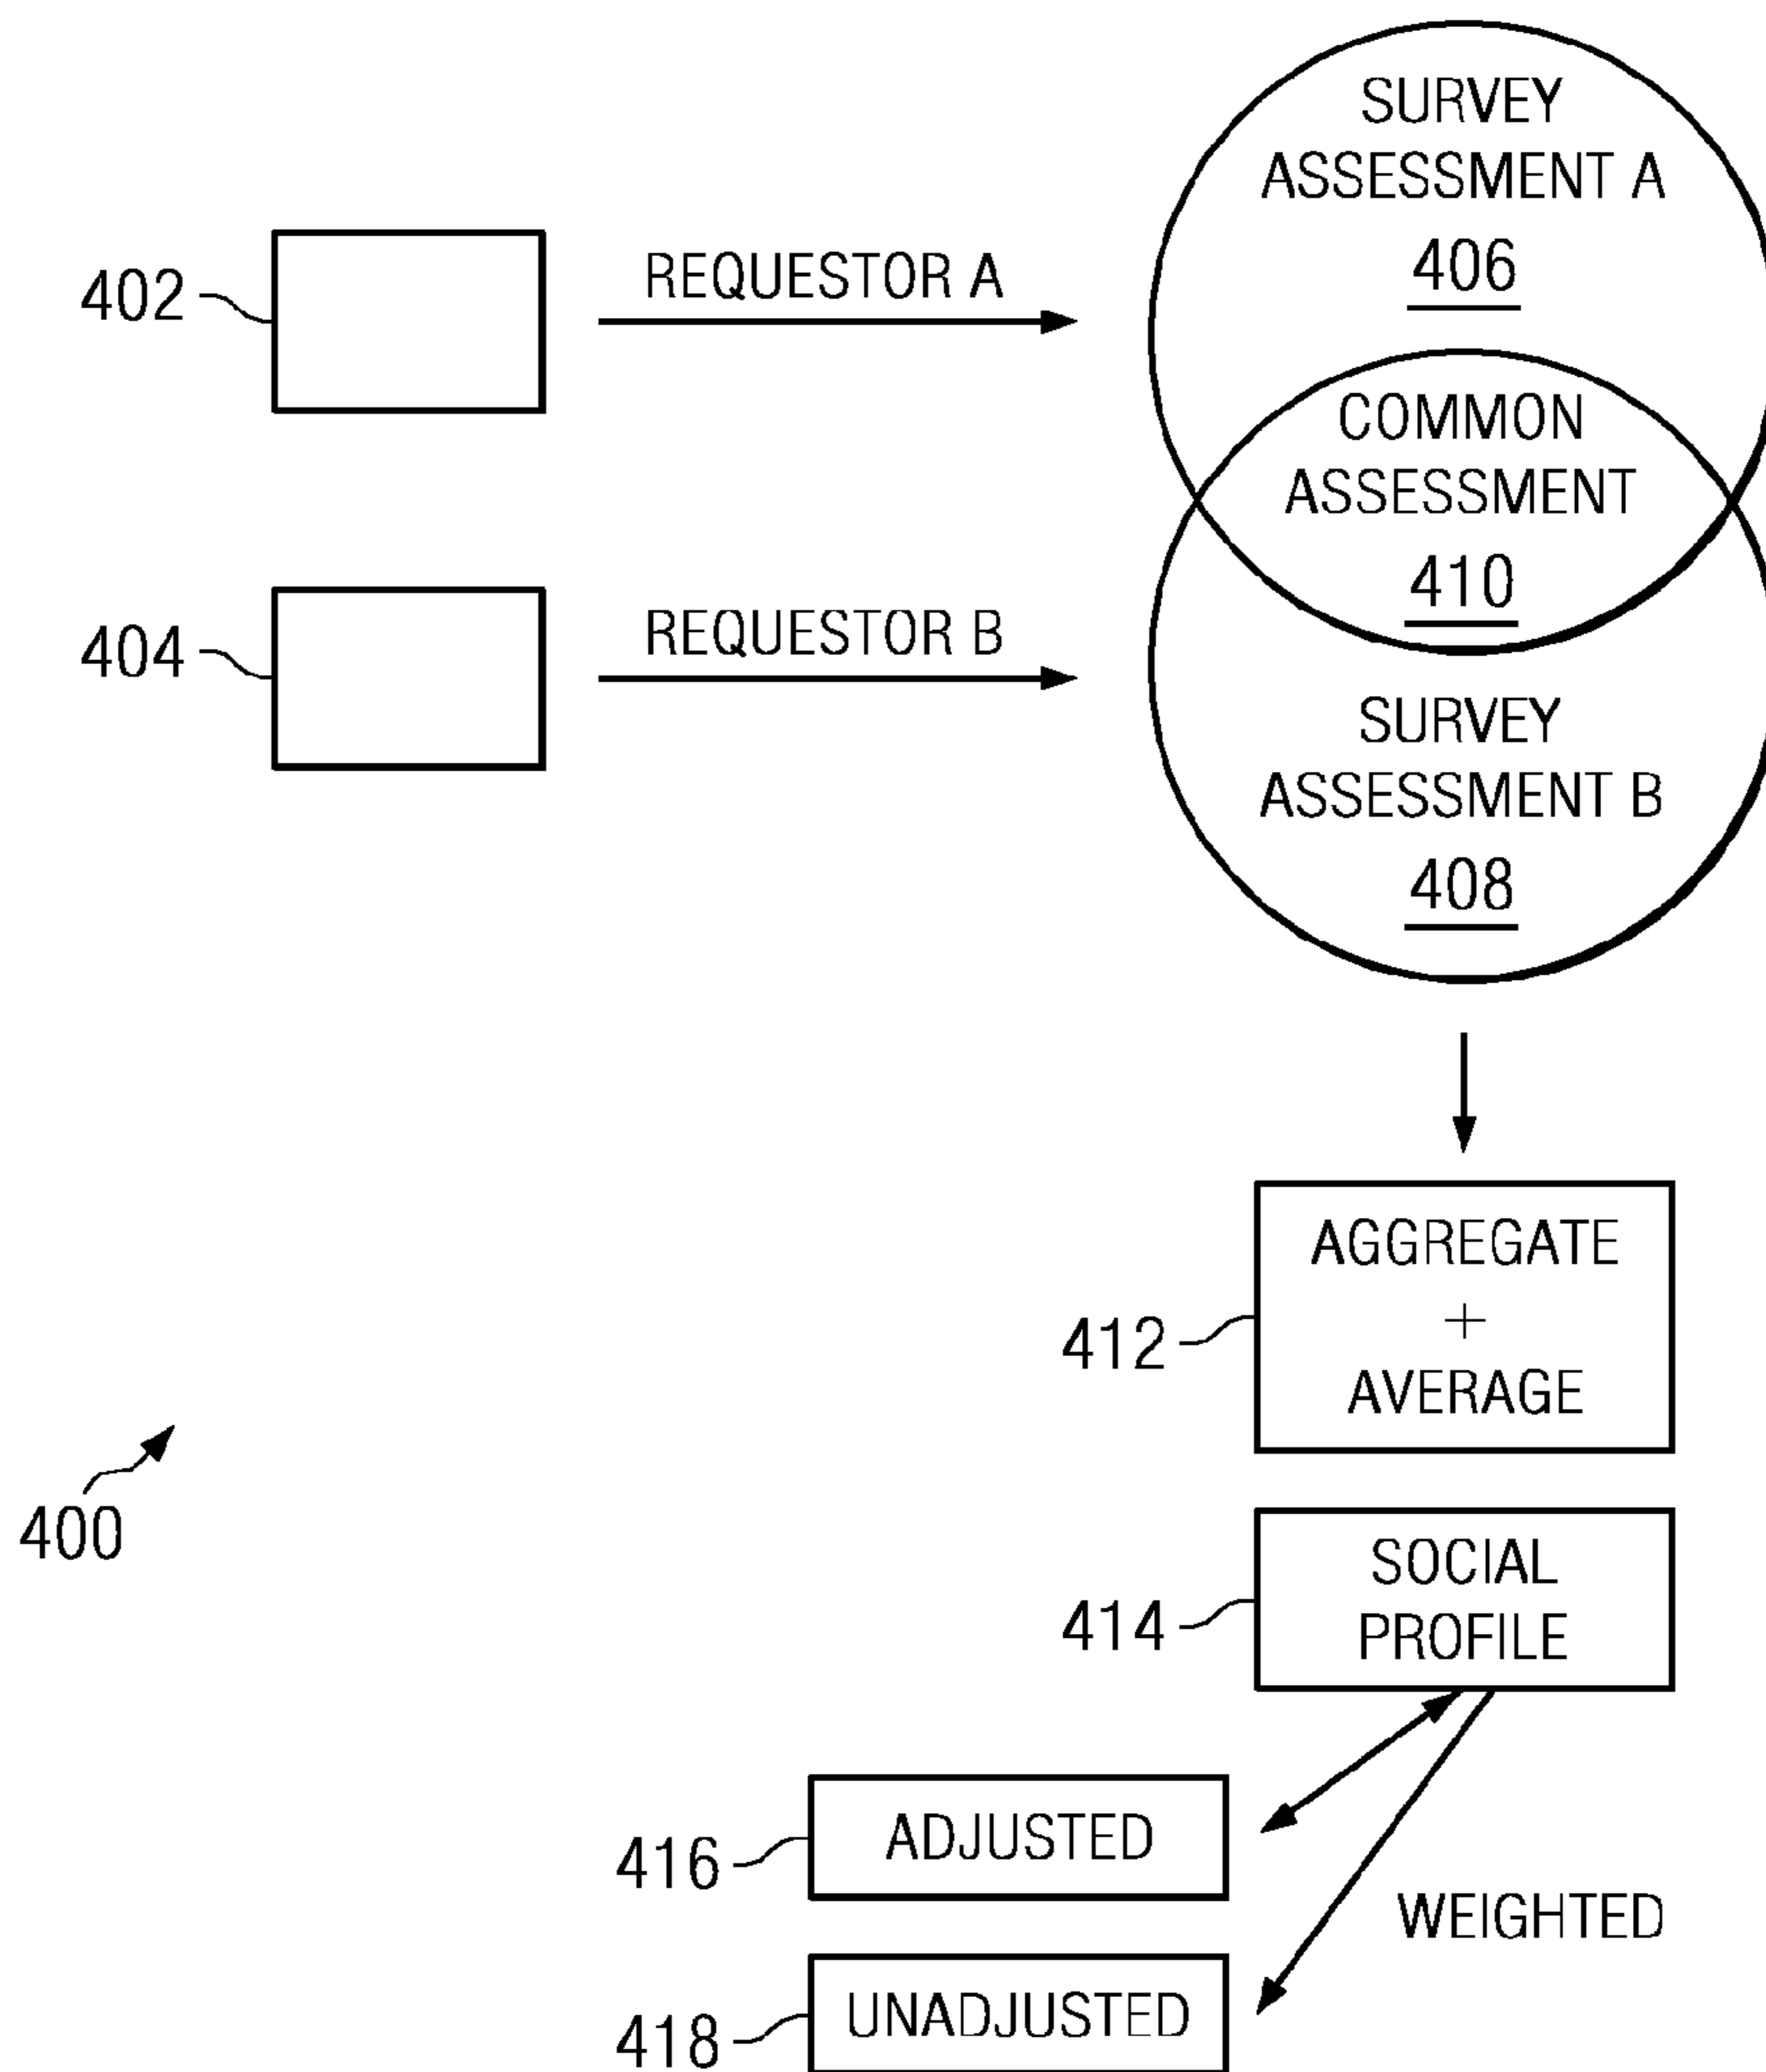 SURVEY
ASSESSMENT A
406
402
REQUESTOR A
COMMON
ASSESSMENT
410
404
REQUESTOR B
SURVEY
ASSESSMENT B
408
AGGREGATE
+
AVERAGE
412
400
SOCIAL
PROFILE
414
ADJUSTED
416
WEIGHTED
UNADJUSTED
418